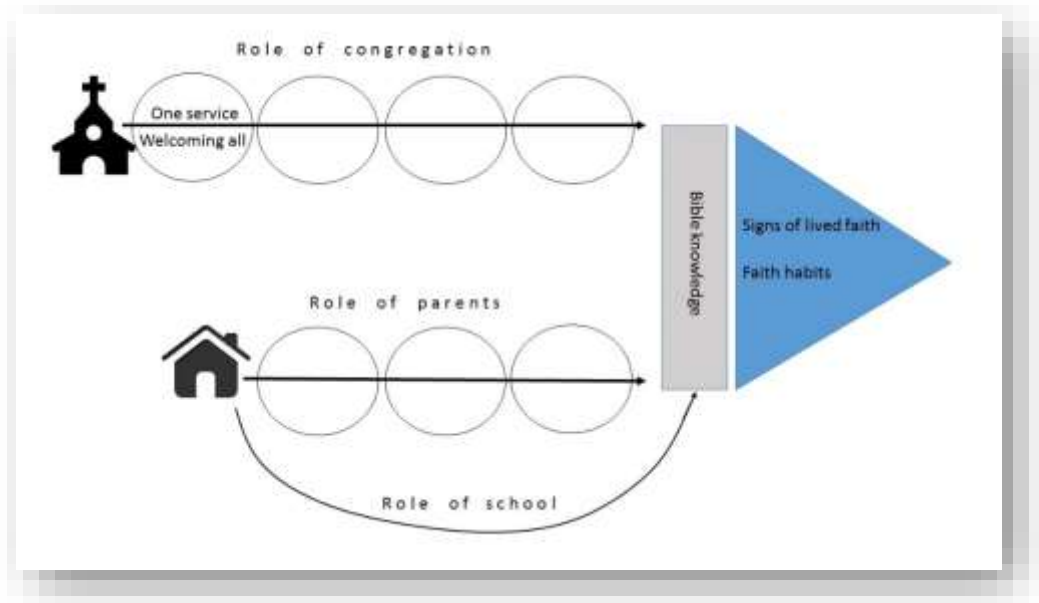 Role of congregation
One service
Welcoming all
Bible knowledge
Signs of lived faith
Faith habits
Role of parents
Role of school